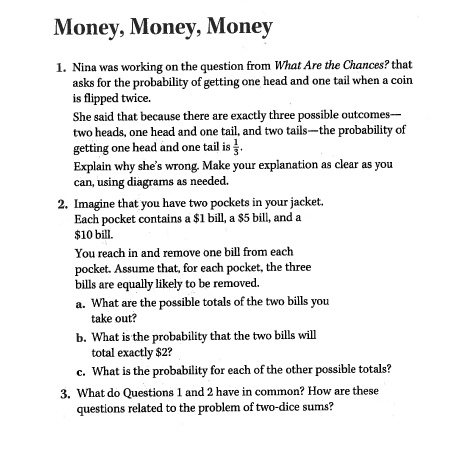 Money, Money, Money
1. Nina was working on the question from What Are the Chances? that
asks for the probability of getting one head and one tail when a coin
is flipped twice.
She said that because there are exactly three possible outcomes—
two heads, one head and one tail, and two tails—the probability of
getting one head and one tail is 1/3.
Explain why she's wrong. Make your explanation as clear as you
can, using diagrams as needed.
2. Imagine that you have two pockets in your jacket.
Each pocket contains a $1 bill, a $5 bill, and a
$10 bill.
You reach in and remove one bill from each
pocket. Assume that, for each pocket, the three
bills are equally likely to be removed.
a. What are the possible totals of the two bills you
take out?
b. What is the probability that the two bills will
total exactly $2?
c. What is the probability for each of the other possible totals?
3. What do Questions 1 and 2 have in common? How are these
questions related to the problem of two-dice sums?